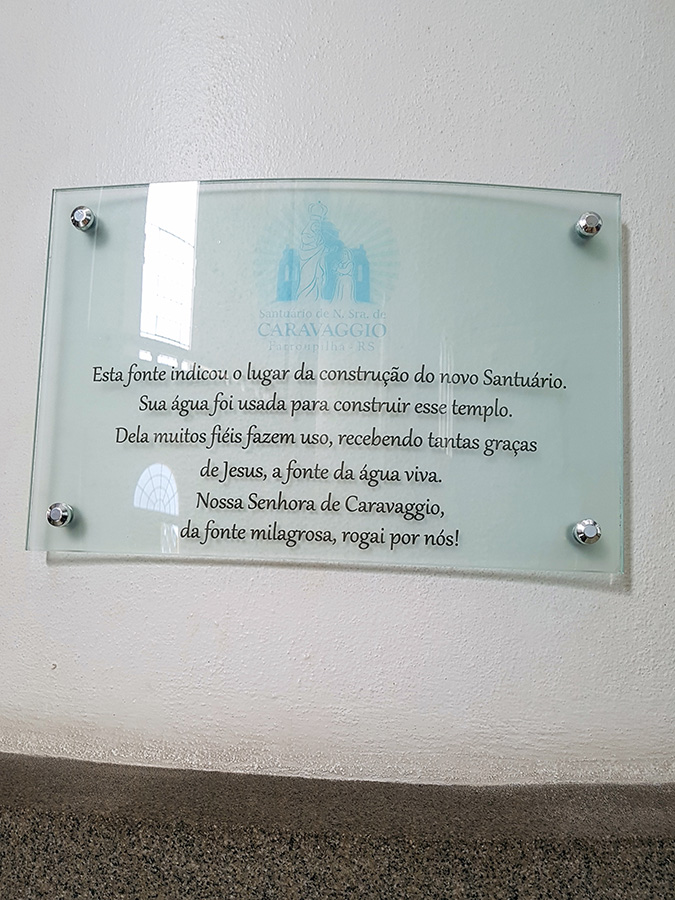 Santuário de N. Sra. de
CARAVAGGIO
Farroupilha - RS
Esta fonte indicou o lugar da construção do novo Santuário.
Sua água foi usada para construir esse templo.
Dela muitos fiéis fazem uso, recebendo tantas graças
de Jesus, a fonte da água viva.
Nossa Senhora de Caravaggio,
da fonte milagrosa, rogai por nós!